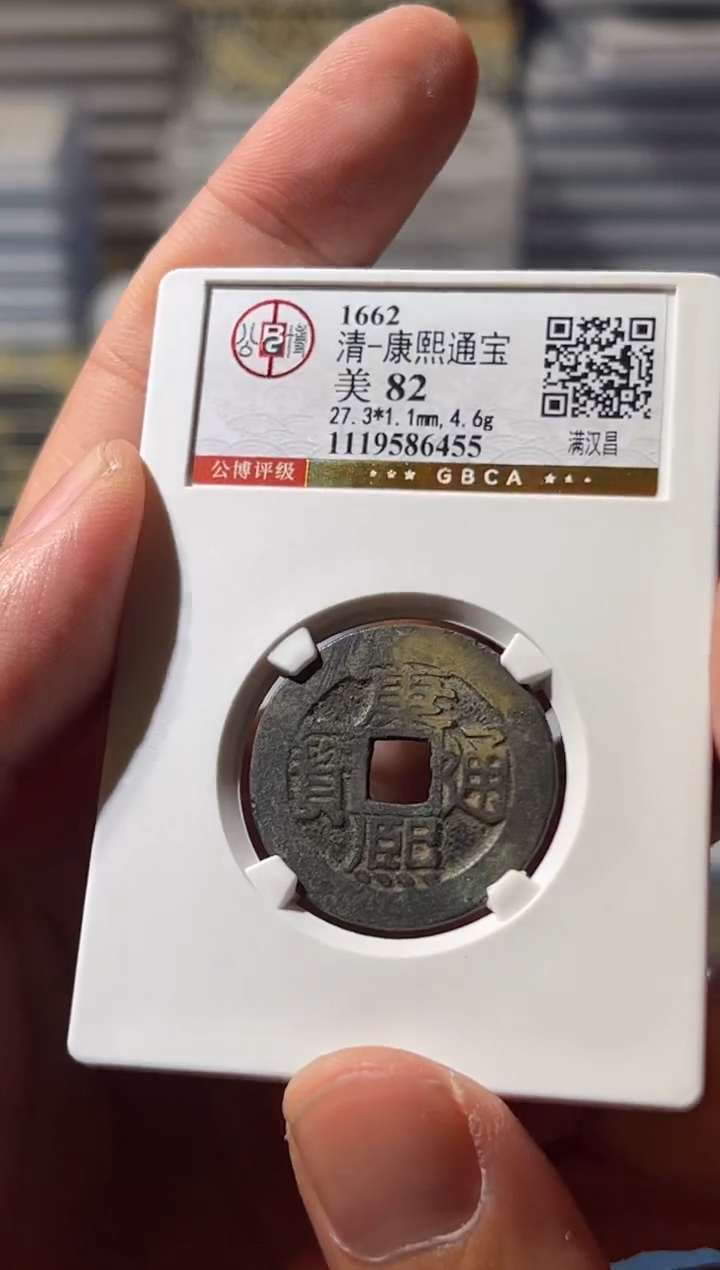 1662
清-康熙通宝
美 82
27.3*1.1mm, 4.6g
1119586455
满汉昌
公博评级
GBCA
康熙通寶